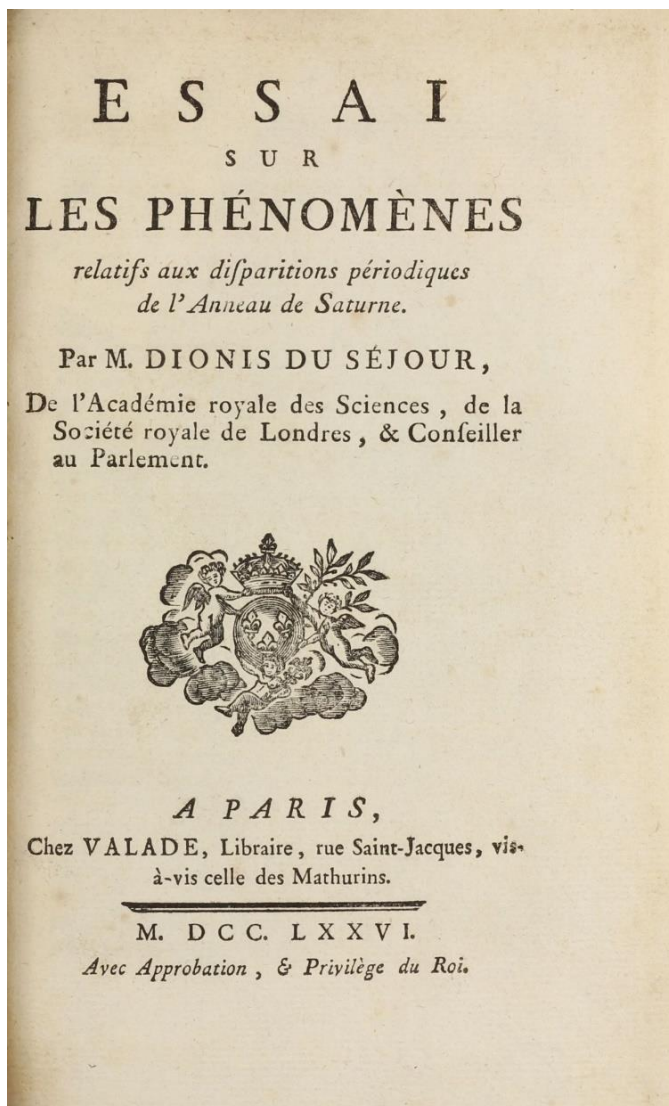 ESSAI
SUR
LES PHÉNOMÈNES
relatifs aux diſparitions périodiques
de l'Anneau de Saturne.
Par M. DIONIS DU SÉJOUR,
De l'Académie royale des Sciences, de la
Société royale de Londres, & Conſeiller
au Parlement.
A PARIS,
Chez VALADE, Libraire, rue Saint-Jacques, vis-
à-vis celle des Mathurins.
M. DCC. LXXVI.
Avec Approbation, & Privilège du Roi.